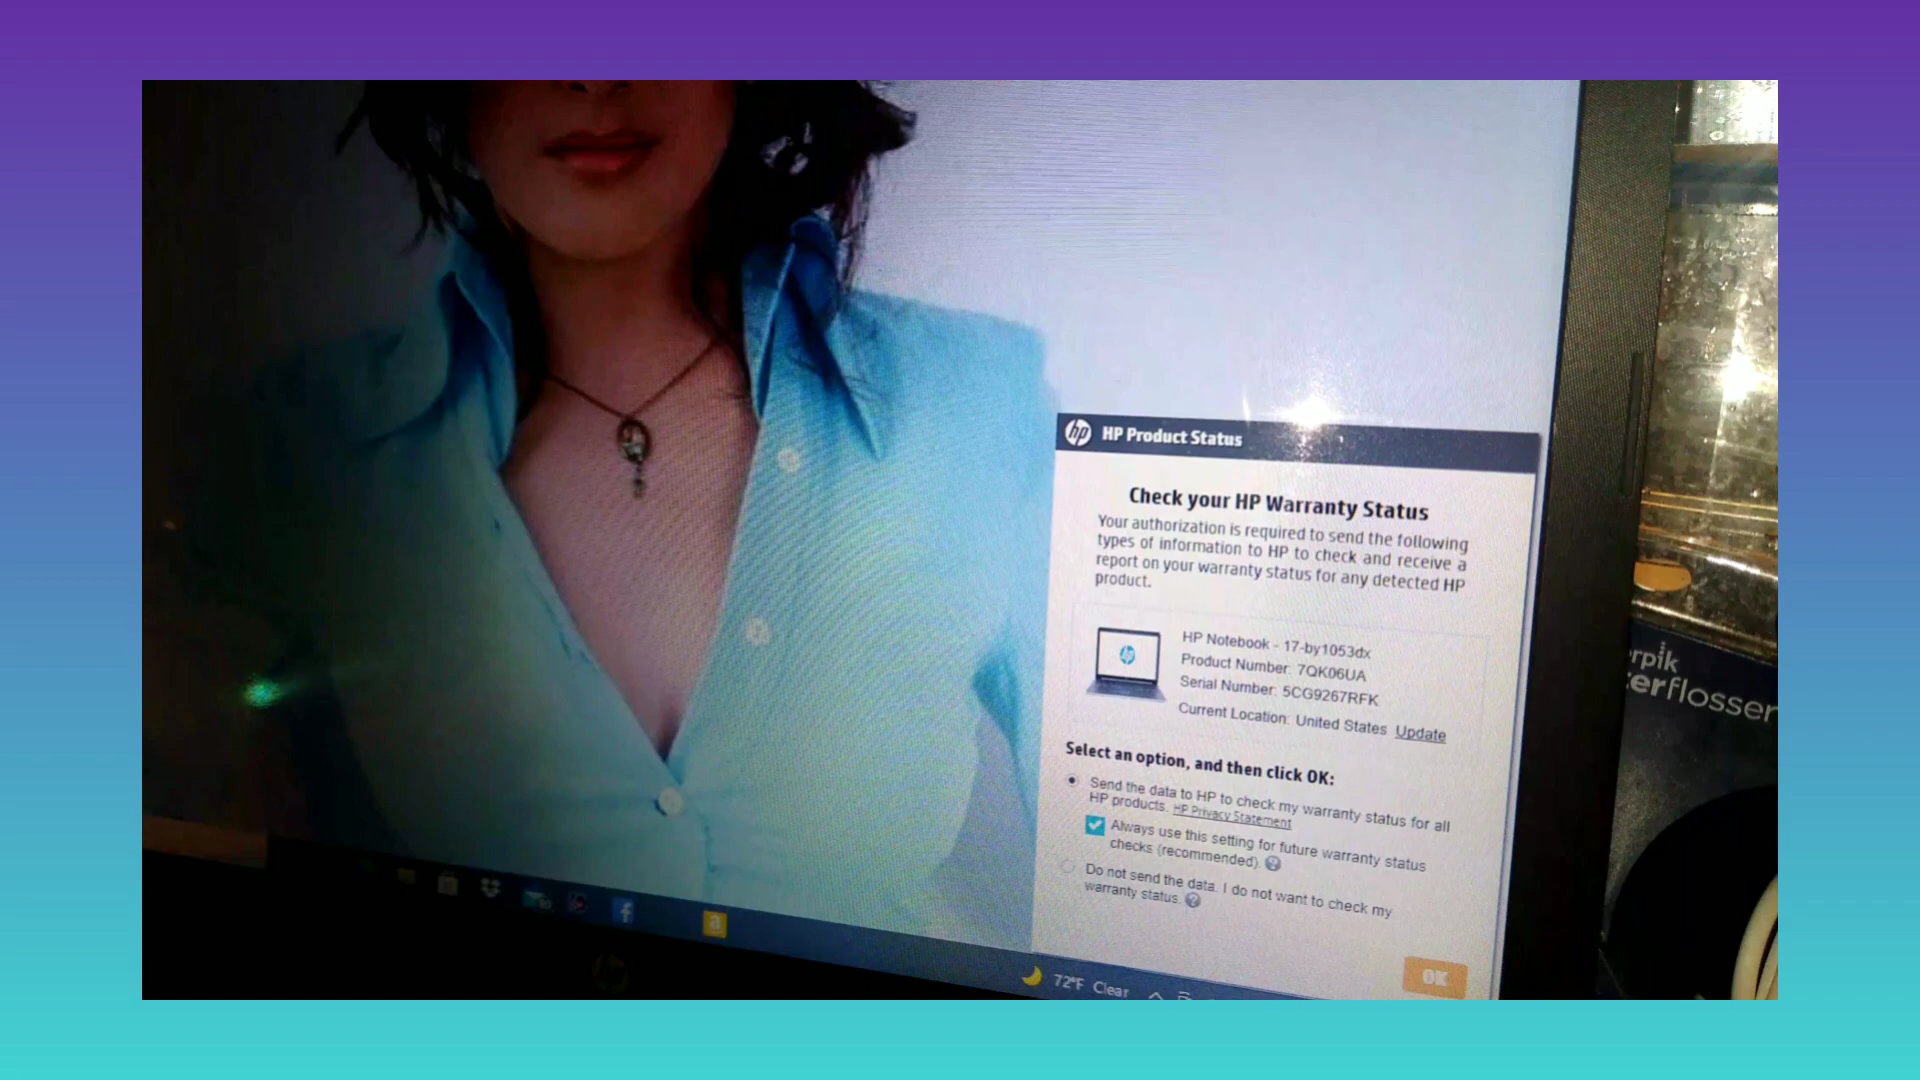 hp HP Product Status
Check your HP Warranty Status
Your authorization is required to send the following
types of information to HP to check and receive a
report on your warranty status for any detected HP
product.
HP Notebook - 17-by1053dx
Product Number: 7QK06UA
Serial Number: 5CG9267RFK
Current Location: United States Update
Select an option, and then click OK:
Send the data to HP to check my warranty status for all
HP products. HP Privacy Statement
Always use this setting for future warranty status
checks (recommended). ?
Do not send the data. I do not want to check my
warranty status. ?
OK
72°F Clear
rpik
erflosser